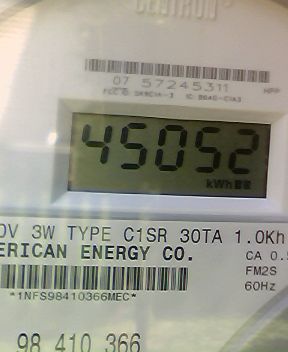 CENTRON
07 57245311
45052
kWh
0V 3W TYPE C1SR 30TA 1.0Kh
ERICAN ENERGY CO.
CA 0.5
FM2S
*1NFS98410366MEC*
60Hz
98 410 366